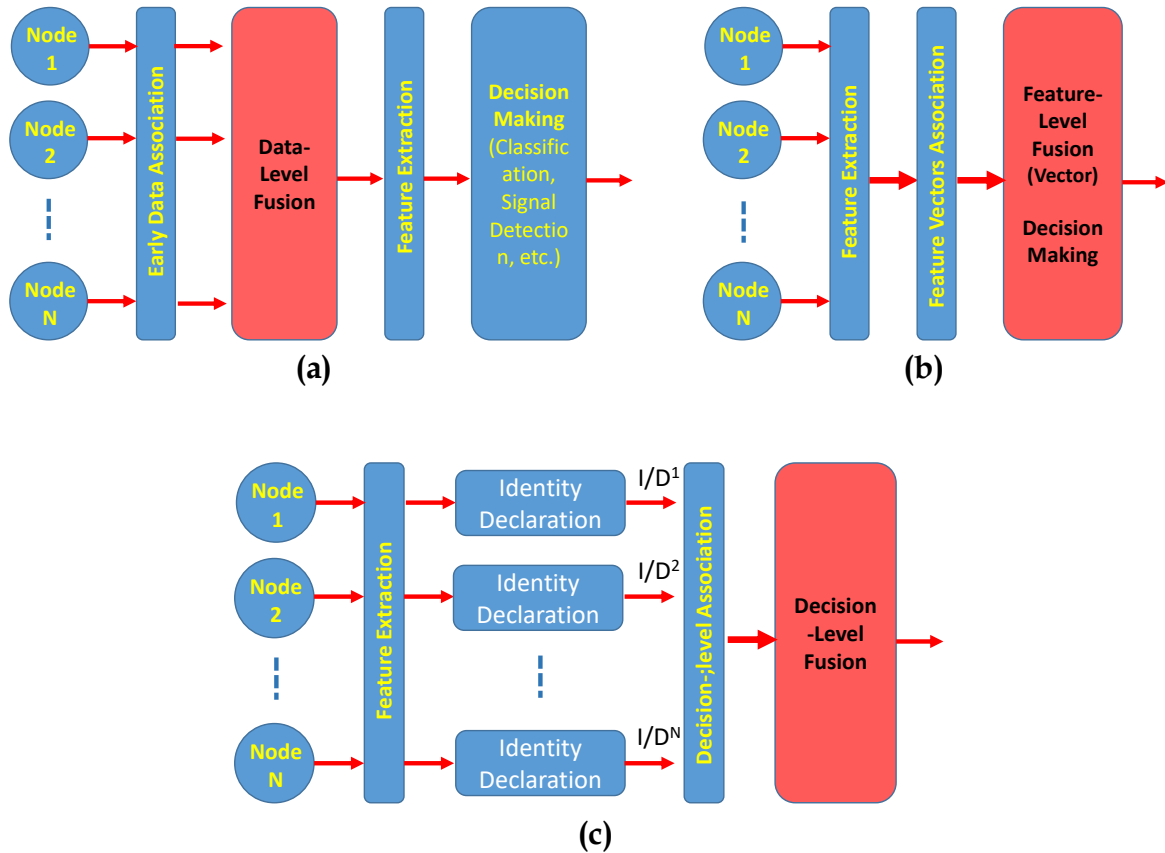 Node
1
Node
2
Node
N
Early Data Association
Data-
Level
Fusion
Feature Extraction
Decision
Making
(Classific
ation,
Signal
Detectio
n, etc.)
(a)
Node
1
Node
2
Node
N
Feature Extraction
Feature Vectors Association
Feature-
Level
Fusion
(Vector)
Decision
Making
(b)
Node
1
Node
2
Node
N
Feature Extraction
Identity
Declaration
I/D¹
Identity
Declaration
I/D²
Identity
Declaration
I/Dᴺ
Decision-;level Association
Decision
-Level
Fusion
(c)